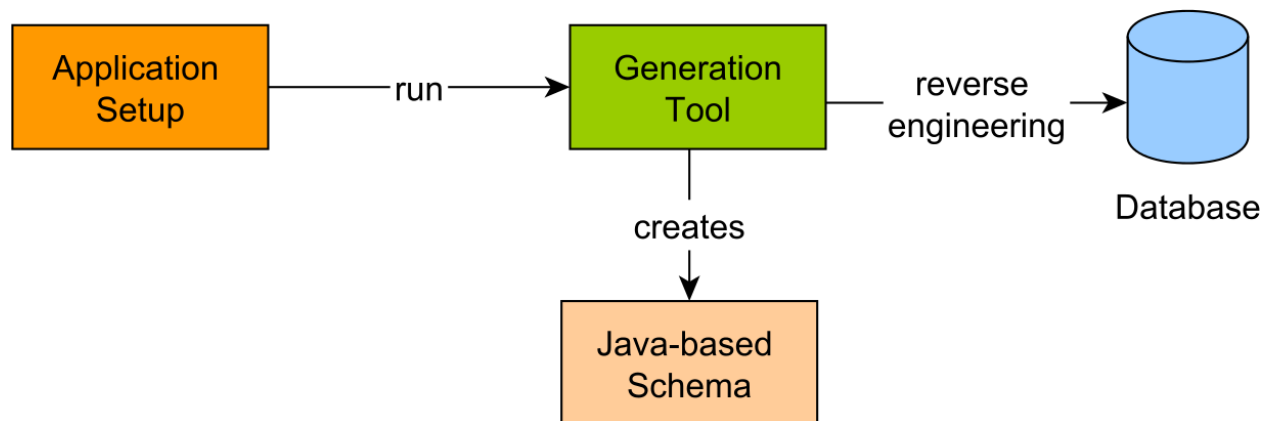 Application
Setup
run
Generation
Tool
reverse
engineering
Database
creates
Java-based
Schema